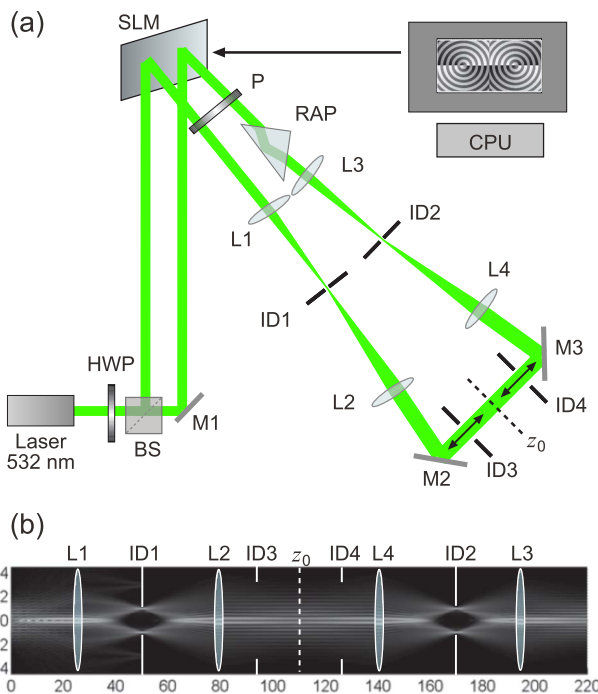 (a)
SLM
P
RAP
CPU
L3
L1
ID2
ID1
L4
HWP
M3
L2
ID4
M1
Laser
532 nm
BS
z0
ID3
M2
(b)
L1 ID1 L2 ID3 z0 ID4 L4 ID2 L3
4
2
0
2
4
0 20 40 60 80 100 120 140 160 180 200 220